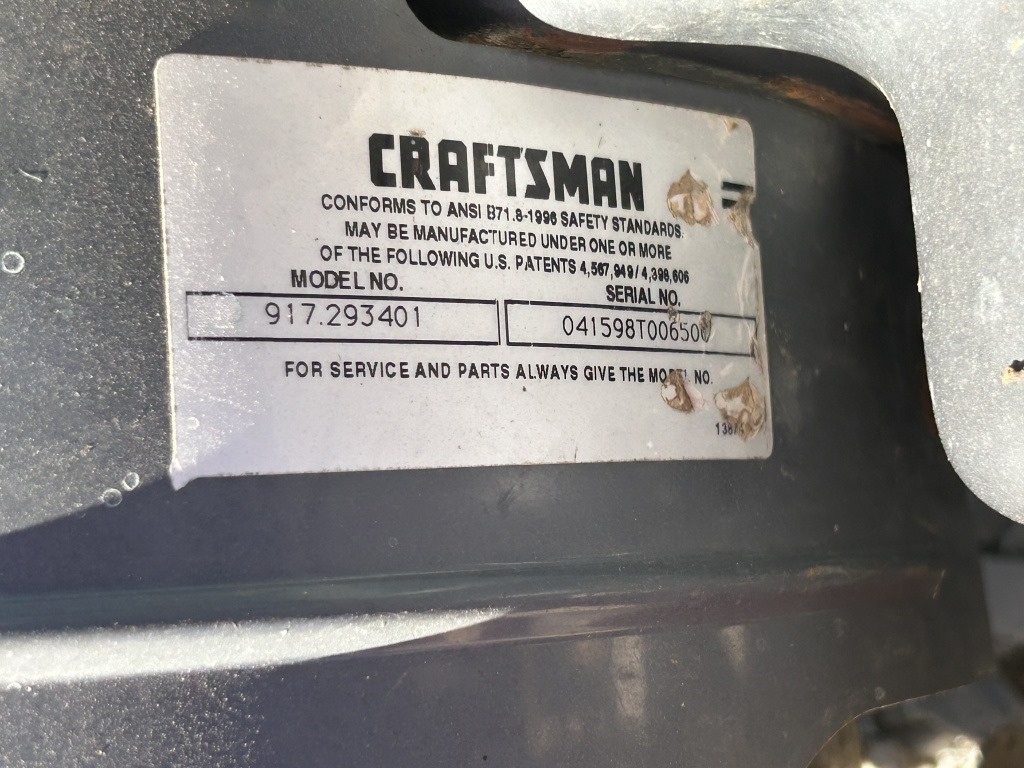 CRAFTSMAN
CONFORMS TO ANSI B71.8-1996 SAFETY STANDARDS.
MAY BE MANUFACTURED UNDER ONE OR MORE
OF THE FOLLOWING U.S. PATENTS 4,567,949/4,398,606
MODEL NO. SERIAL NO.
917.293401 041598T006500
FOR SERVICE AND PARTS ALWAYS GIVE THE MODEL NO.